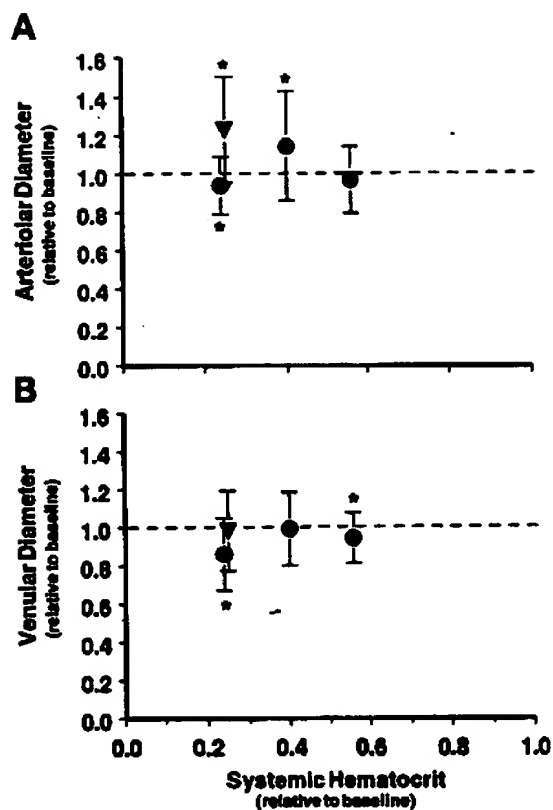 A
Arteriolar Diameter
(relative to baseline)
1.6
1.4
1.2
1.0
0.8
0.6
0.4
0.2
0.0
*
*
*
B
Venular Diameter
(relative to baseline)
1.6
1.4
1.2
1.0
0.8
0.6
0.4
0.2
0.0
*
*
0.0 0.2 0.4 0.6 0.8 1.0
Systemic Hematocrit
(relative to baseline)